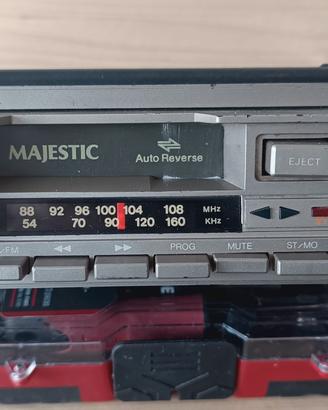 MAJESTIC
Auto Reverse
EJECT
88 92 96 100 104 108 MHz
54 70 90 120 160 KHz
/FM PROG MUTE ST/MO